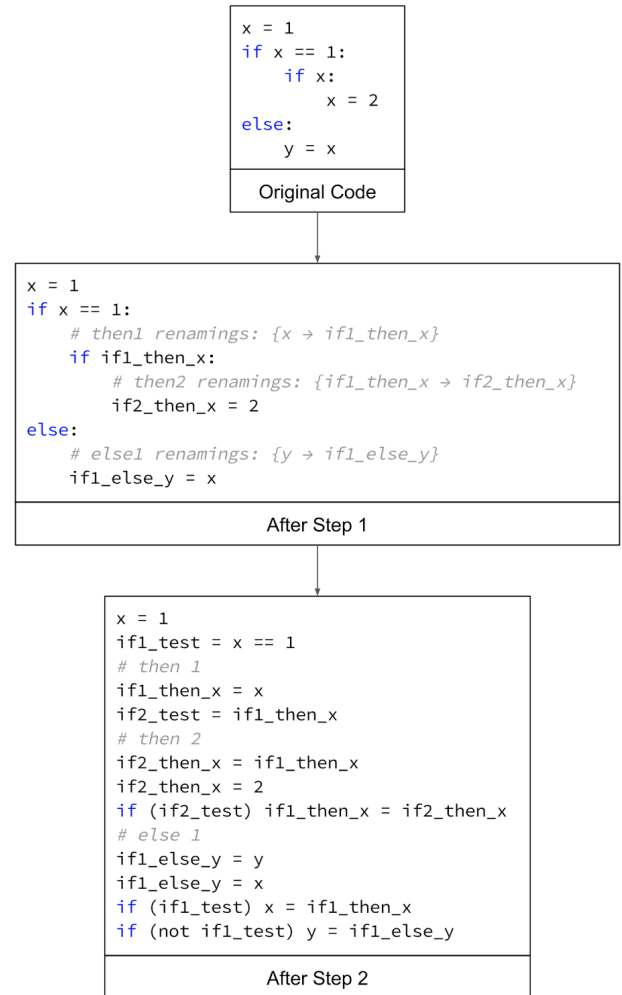 x = 1
if x == 1:
    if x:
        x = 2
else:
    y = x
Original Code
x = 1
if x == 1:
    # then1 renamings: {x → if1_then_x}
    if if1_then_x:
        # then2 renamings: {if1_then_x → if2_then_x}
        if2_then_x = 2
else:
    # else1 renamings: {y → if1_else_y}
    if1_else_y = x
After Step 1
x = 1
if1_test = x == 1
# then 1
if1_then_x = x
if2_test = if1_then_x
# then 2
if2_then_x = if1_then_x
if2_then_x = 2
if (if2_test) if1_then_x = if2_then_x
# else 1
if1_else_y = y
if1_else_y = x
if (if1_test) x = if1_then_x
if (not if1_test) y = if1_else_y
After Step 2